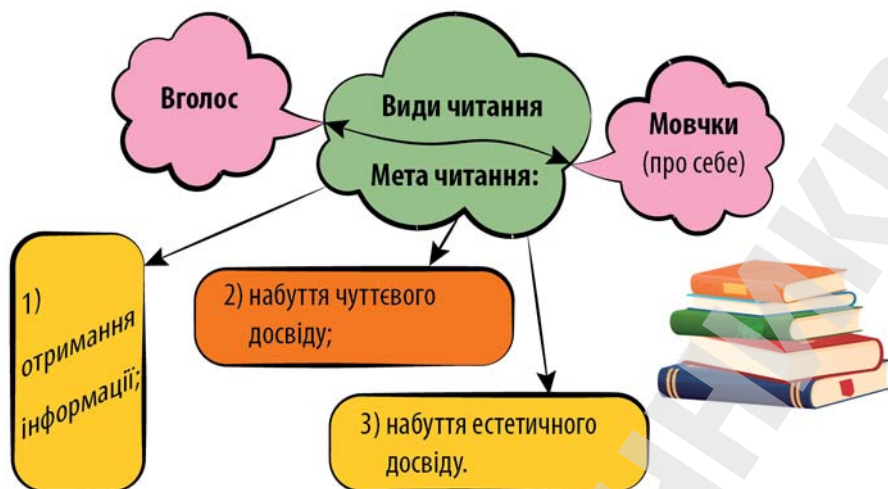 Вголос
Види читання
Мовчки
(про себе)
Мета читання:
1)
отримання
інформації;
2) набуття чуттєвого
досвіду;
3) набуття естетичного
досвіду.